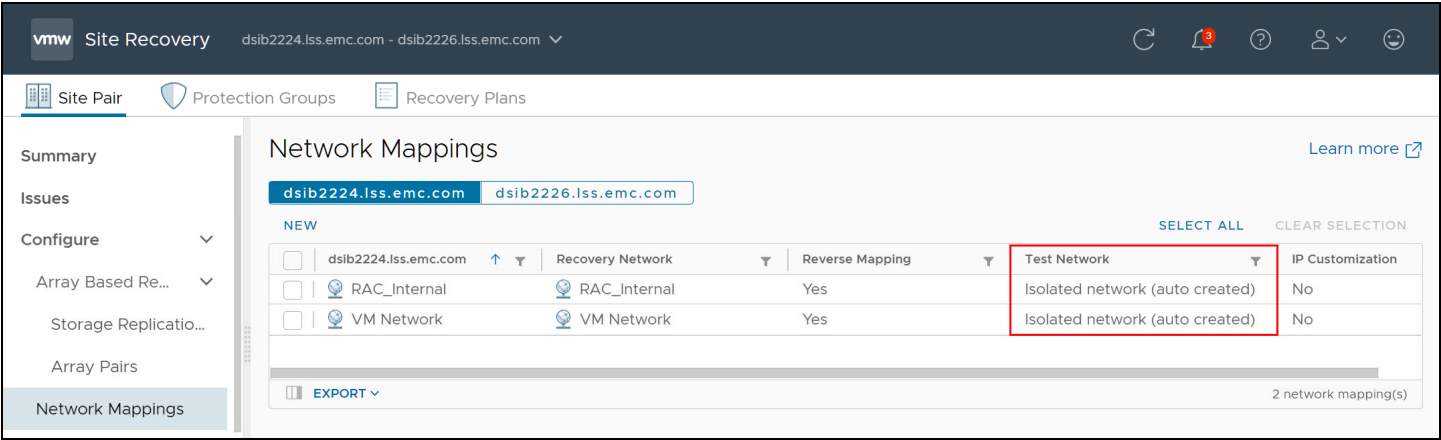 vmw Site Recovery dsib2224.lss.emc.com - dsib2226.lss.emc.com 3
Site Pair Protection Groups Recovery Plans
Summary
Issues
Configure
Array Based Re...
Storage Replicatio...
Array Pairs
Network Mappings
Network Mappings Learn more
dsib2224.lss.emc.com dsib2226.lss.emc.com
NEW SELECT ALL CLEAR SELECTION
dsib2224.lss.emc.com Recovery Network Reverse Mapping Test Network IP Customization
RAC_Internal RAC_Internal Yes Isolated network (auto created) No
VM Network VM Network Yes Isolated network (auto created) No
EXPORT 2 network mapping(s)